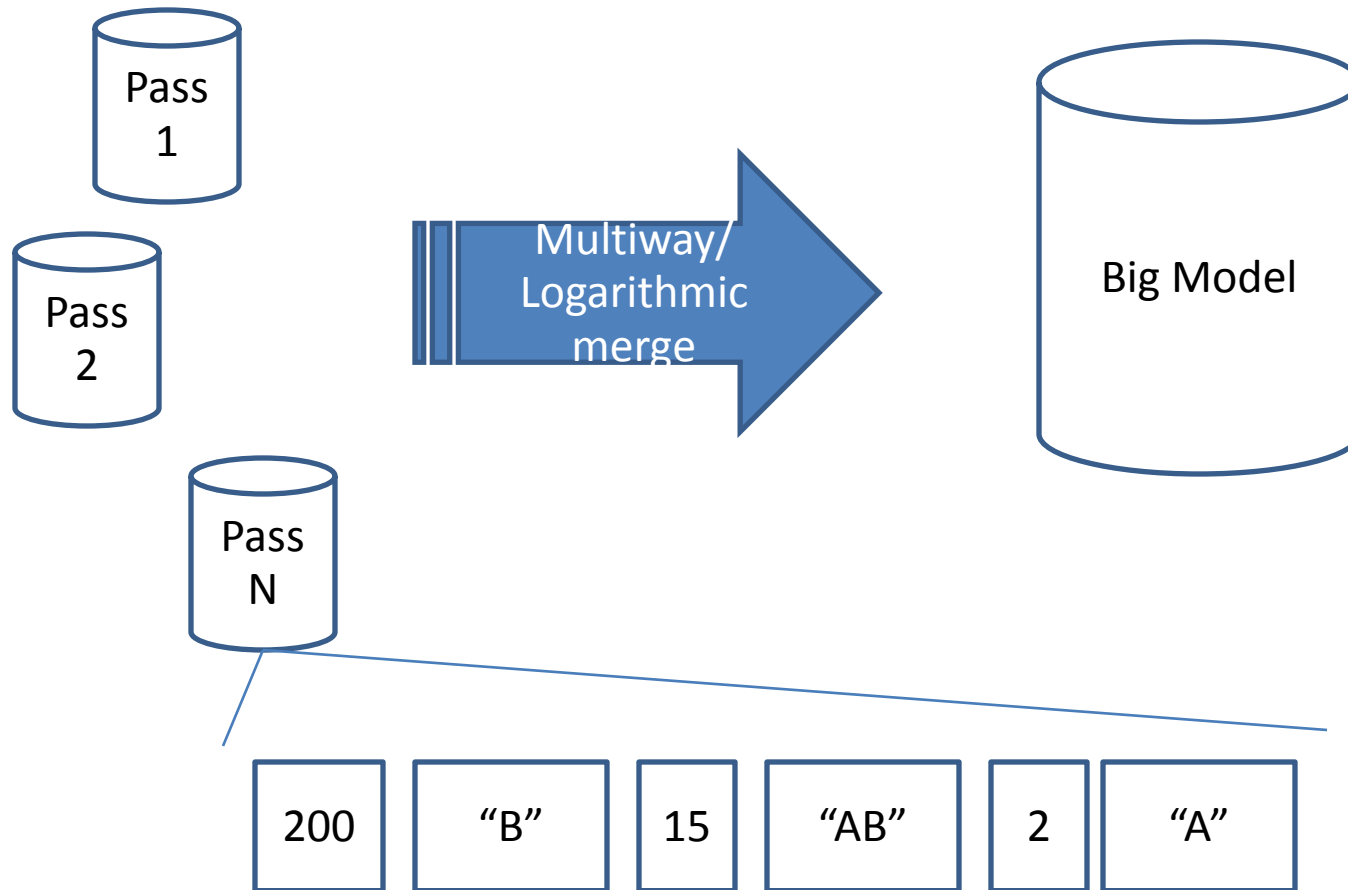 Pass
1
Pass
2
Pass
N
Multiway/
Logarithmic
merge
Big Model
200 “B” 15 “AB” 2 “A”